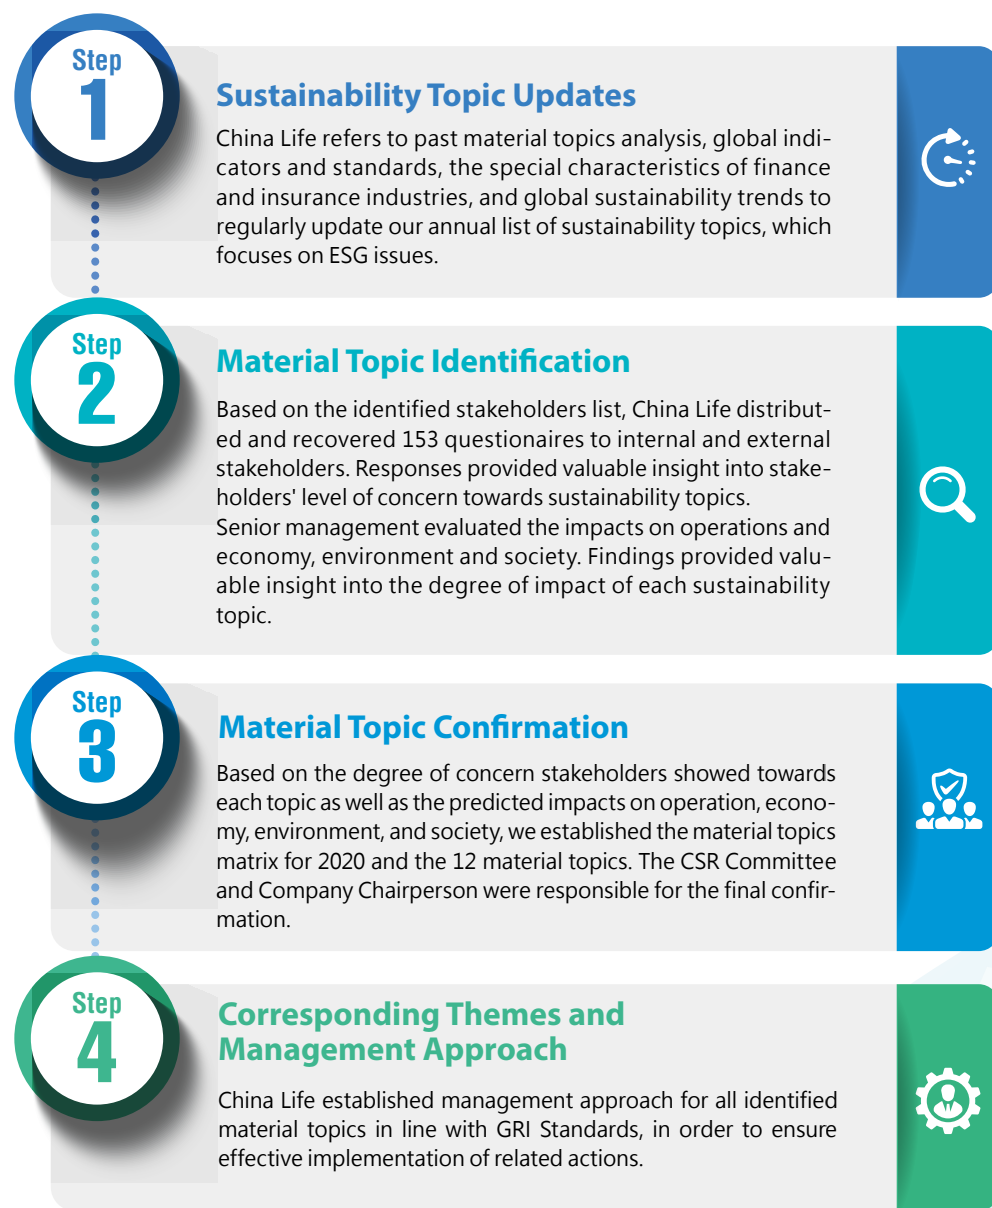 Step
1
Sustainability Topic Updates
China Life refers to past material topics analysis, global indi-
cators and standards, the special characteristics of finance
and insurance industries, and global sustainability trends to
regularly update our annual list of sustainability topics, which
focuses on ESG issues.
Step
2
Material Topic Identification
Based on the identified stakeholders list, China Life distribut-
ed and recovered 153 questionaires to internal and external
stakeholders. Responses provided valuable insight into stake-
holders' level of concern towards sustainability topics.
Senior management evaluated the impacts on operations and
economy, environment and society. Findings provided valu-
able insight into the degree of impact of each sustainability
topic.
Step
3
Material Topic Confirmation
Based on the degree of concern stakeholders showed towards
each topic as well as the predicted impacts on operation, econo-
my, environment, and society, we established the material topics
matrix for 2020 and the 12 material topics. The CSR Committee
and Company Chairperson were responsible for the final confir-
mation.
Step
4
Corresponding Themes and
Management Approach
China Life established management approach for all identified
material topics in line with GRI Standards, in order to ensure
effective implementation of related actions.